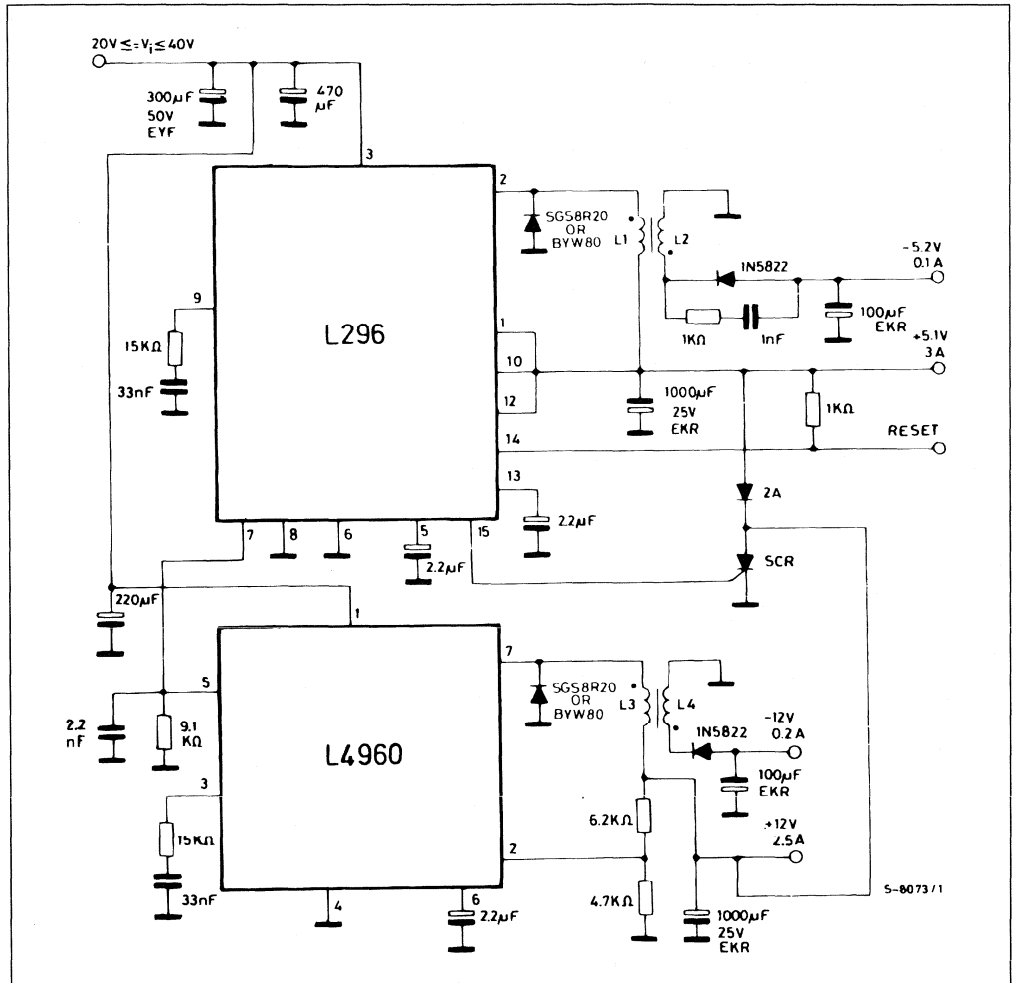 20V ≤=Vi≤ 40V
300µF
50V
EYF
470
µF
3
2
SGS8R20
OR
BYW80
L1
L2
1N5822
-5.2V
0.1A
1KΩ
1nF
100µF
EKR
9
15KΩ
33nF
L296
1
10
12
14
13
+5.1V
3A
1000µF
25V
EKR
1KΩ
RESET
2A
2.2µF
7
8
6
5
15
2.2µF
SCR
220µF
1
7
SGS8R20
OR
BYW80
L3
L4
1N5822
-12V
0.2A
100µF
EKR
5
2.2
nF
9.1
KΩ
L4960
3
15KΩ
33nF
6.2KΩ
2
+12V
4.7KΩ
4
6
2.2µF
1000µF
25V
EKR
S-8073/1